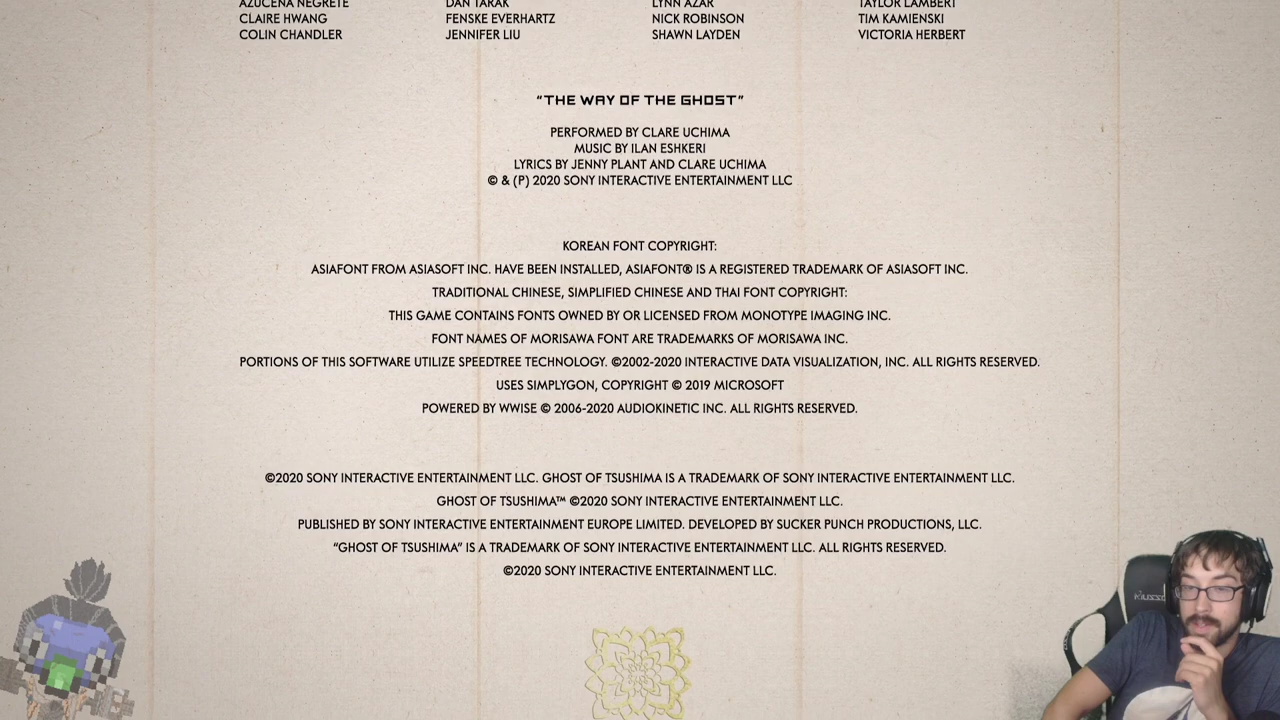 AZUCENA NEGRETE DAN TARAK LYNN AZAR TAYLOR LAMBERT
CLAIRE HWANG FENSKE EVERHARTZ NICK ROBINSON TIM KAMIENSKI
COLIN CHANDLER JENNIFER LIU SHAWN LAYDEN VICTORIA HERBERT
“THE WAY OF THE GHOST”
PERFORMED BY CLARE UCHIMA
MUSIC BY ILAN ESHKERI
LYRICS BY JENNY PLANT AND CLARE UCHIMA
© & (P) 2020 SONY INTERACTIVE ENTERTAINMENT LLC
KOREAN FONT COPYRIGHT:
ASIAFONT FROM ASIASOFT INC. HAVE BEEN INSTALLED, ASIAFONT® IS A REGISTERED TRADEMARK OF ASIASOFT INC.
TRADITIONAL CHINESE, SIMPLIFIED CHINESE AND THAI FONT COPYRIGHT:
THIS GAME CONTAINS FONTS OWNED BY OR LICENSED FROM MONOTYPE IMAGING INC.
FONT NAMES OF MORISAWA FONT ARE TRADEMARKS OF MORISAWA INC.
PORTIONS OF THIS SOFTWARE UTILIZE SPEEDTREE TECHNOLOGY. ©2002-2020 INTERACTIVE DATA VISUALIZATION, INC. ALL RIGHTS RESERVED.
USES SIMPLYGON, COPYRIGHT © 2019 MICROSOFT
POWERED BY WWISE © 2006-2020 AUDIOKINETIC INC. ALL RIGHTS RESERVED.
©2020 SONY INTERACTIVE ENTERTAINMENT LLC. GHOST OF TSUSHIMA IS A TRADEMARK OF SONY INTERACTIVE ENTERTAINMENT LLC.
GHOST OF TSUSHIMA™ ©2020 SONY INTERACTIVE ENTERTAINMENT LLC.
PUBLISHED BY SONY INTERACTIVE ENTERTAINMENT EUROPE LIMITED. DEVELOPED BY SUCKER PUNCH PRODUCTIONS, LLC.
“GHOST OF TSUSHIMA” IS A TRADEMARK OF SONY INTERACTIVE ENTERTAINMENT LLC. ALL RIGHTS RESERVED.
©2020 SONY INTERACTIVE ENTERTAINMENT LLC.